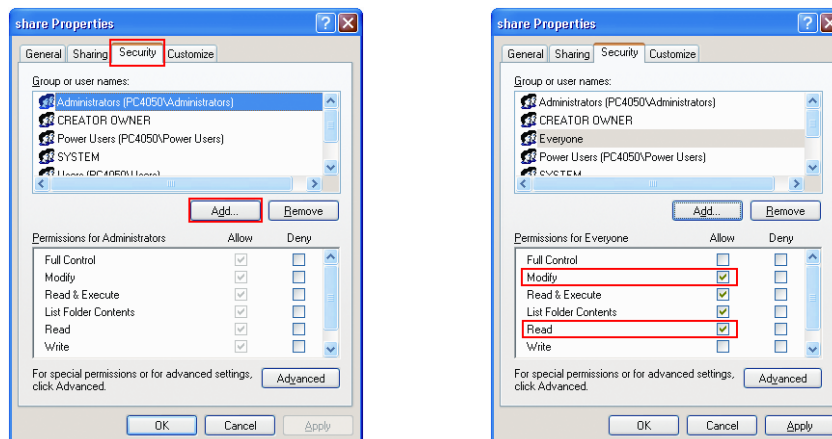 share Properties
General Sharing Security Customize
Group or user names:
Administrators (PC4050\Administrators)
CREATOR OWNER
Power Users (PC4050\Power Users)
SYSTEM
Users (PC4050\Users)
Add... Remove
Permissions for Administrators Allow Deny
Full Control
Modify
Read & Execute
List Folder Contents
Read
Write
For special permissions or for advanced settings,
click Advanced.
Advanced
OK Cancel Apply
share Properties
General Sharing Security Customize
Group or user names:
Administrators (PC4050\Administrators)
CREATOR OWNER
Everyone
Power Users (PC4050\Power Users)
SYSTEM
Add... Remove
Permissions for Everyone Allow Deny
Full Control
Modify
Read & Execute
List Folder Contents
Read
Write
For special permissions or for advanced settings,
click Advanced.
Advanced
OK Cancel Apply